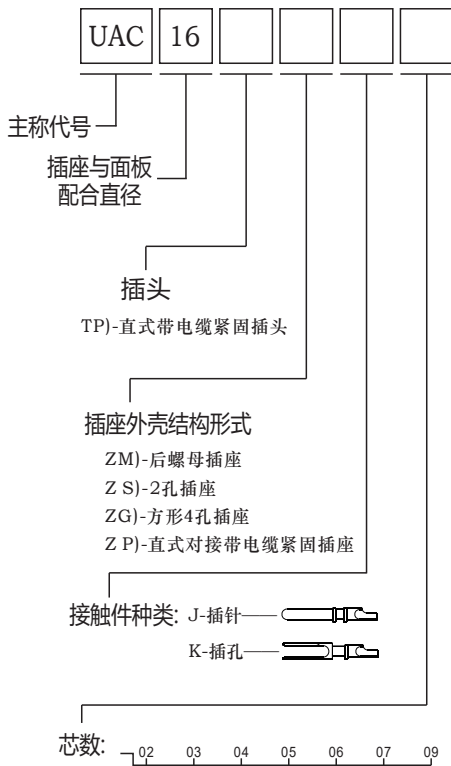 UAC 16
主称代号
插座与面板
配合直径
插头
TP)-直式带电缆紧固插头
插座外壳结构形式
ZM)-后螺母插座
Z S)-2孔插座
ZG)-方形4孔插座
Z P)-直式对接带电缆紧固插座
接触件种类: J-插针
K-插孔
芯数: 02 03 04 05 06 07 09